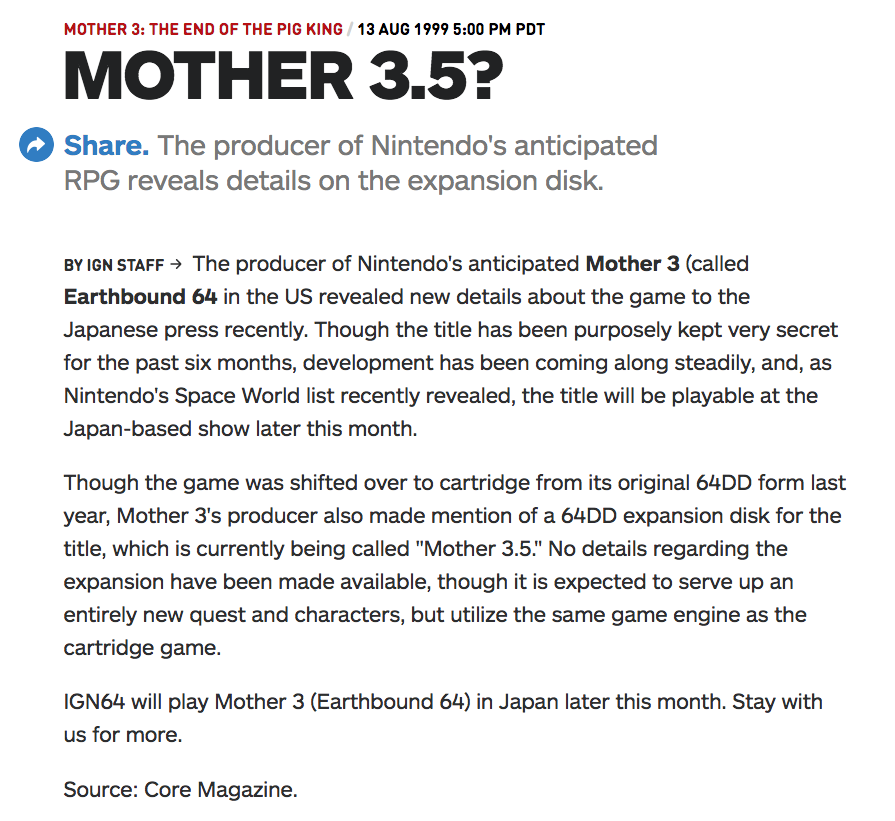 MOTHER 3: THE END OF THE PIG KING / 13 AUG 1999 5:00 PM PDT
MOTHER 3.5?
Share. The producer of Nintendo's anticipated
RPG reveals details on the expansion disk.
BY IGN STAFF → The producer of Nintendo's anticipated Mother 3 (called
Earthbound 64 in the US revealed new details about the game to the
Japanese press recently. Though the title has been purposely kept very secret
for the past six months, development has been coming along steadily, and, as
Nintendo's Space World list recently revealed, the title will be playable at the
Japan-based show later this month.
Though the game was shifted over to cartridge from its original 64DD form last
year, Mother 3's producer also made mention of a 64DD expansion disk for the
title, which is currently being called "Mother 3.5." No details regarding the
expansion have been made available, though it is expected to serve up an
entirely new quest and characters, but utilize the same game engine as the
cartridge game.
IGN64 will play Mother 3 (Earthbound 64) in Japan later this month. Stay with
us for more.
Source: Core Magazine.